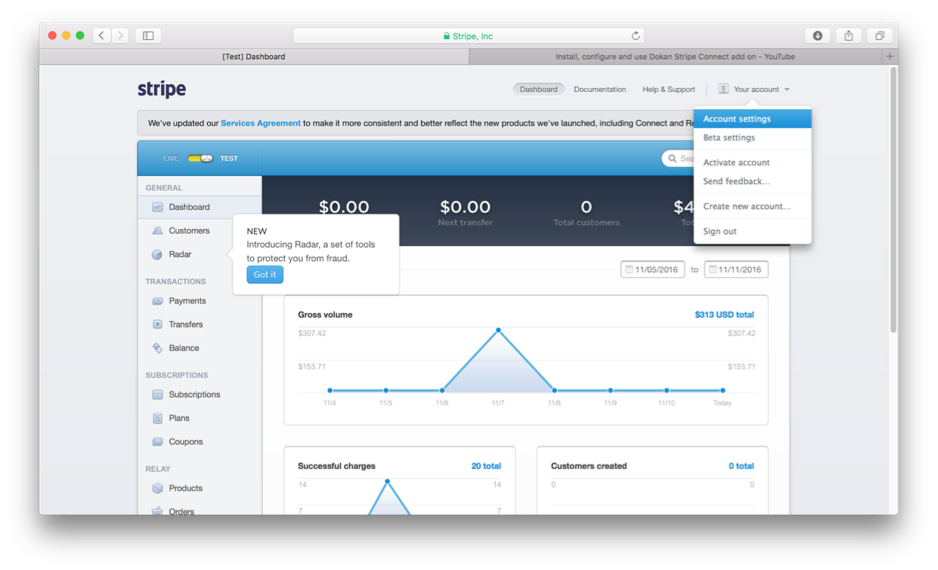 Stripe, Inc
[Test] Dashboard
Install, configure and use Dokan Stripe Connect add on - YouTube
stripe
Dashboard
Documentation
Help & Support
Your account
We've updated our Services Agreement to make it more consistent and better reflect the new products we've launched, including Connect and
Account settings
Beta settings
Activate account
Send feedback...
Create new account...
Sign out
LIVE
TEST
GENERAL
Dashboard
Customers
Radar
TRANSACTIONS
Payments
Transfers
Balance
SUBSCRIPTIONS
Subscriptions
Plans
Coupons
RELAY
Products
Orders
$0.00
$0.00
Next transfer
0
Total customers
NEW
Introducing Radar, a set of tools
to protect you from fraud.
Got it
11/05/2016 to 11/11/2016
Gross volume
$313 USD total
$307.42
$307.42
$153.71
$153.71
11/4
11/5
11/6
11/7
11/8
11/9
11/10
Today
Successful charges
20 total
14
14
7
7
Customers created
0 total
0
0